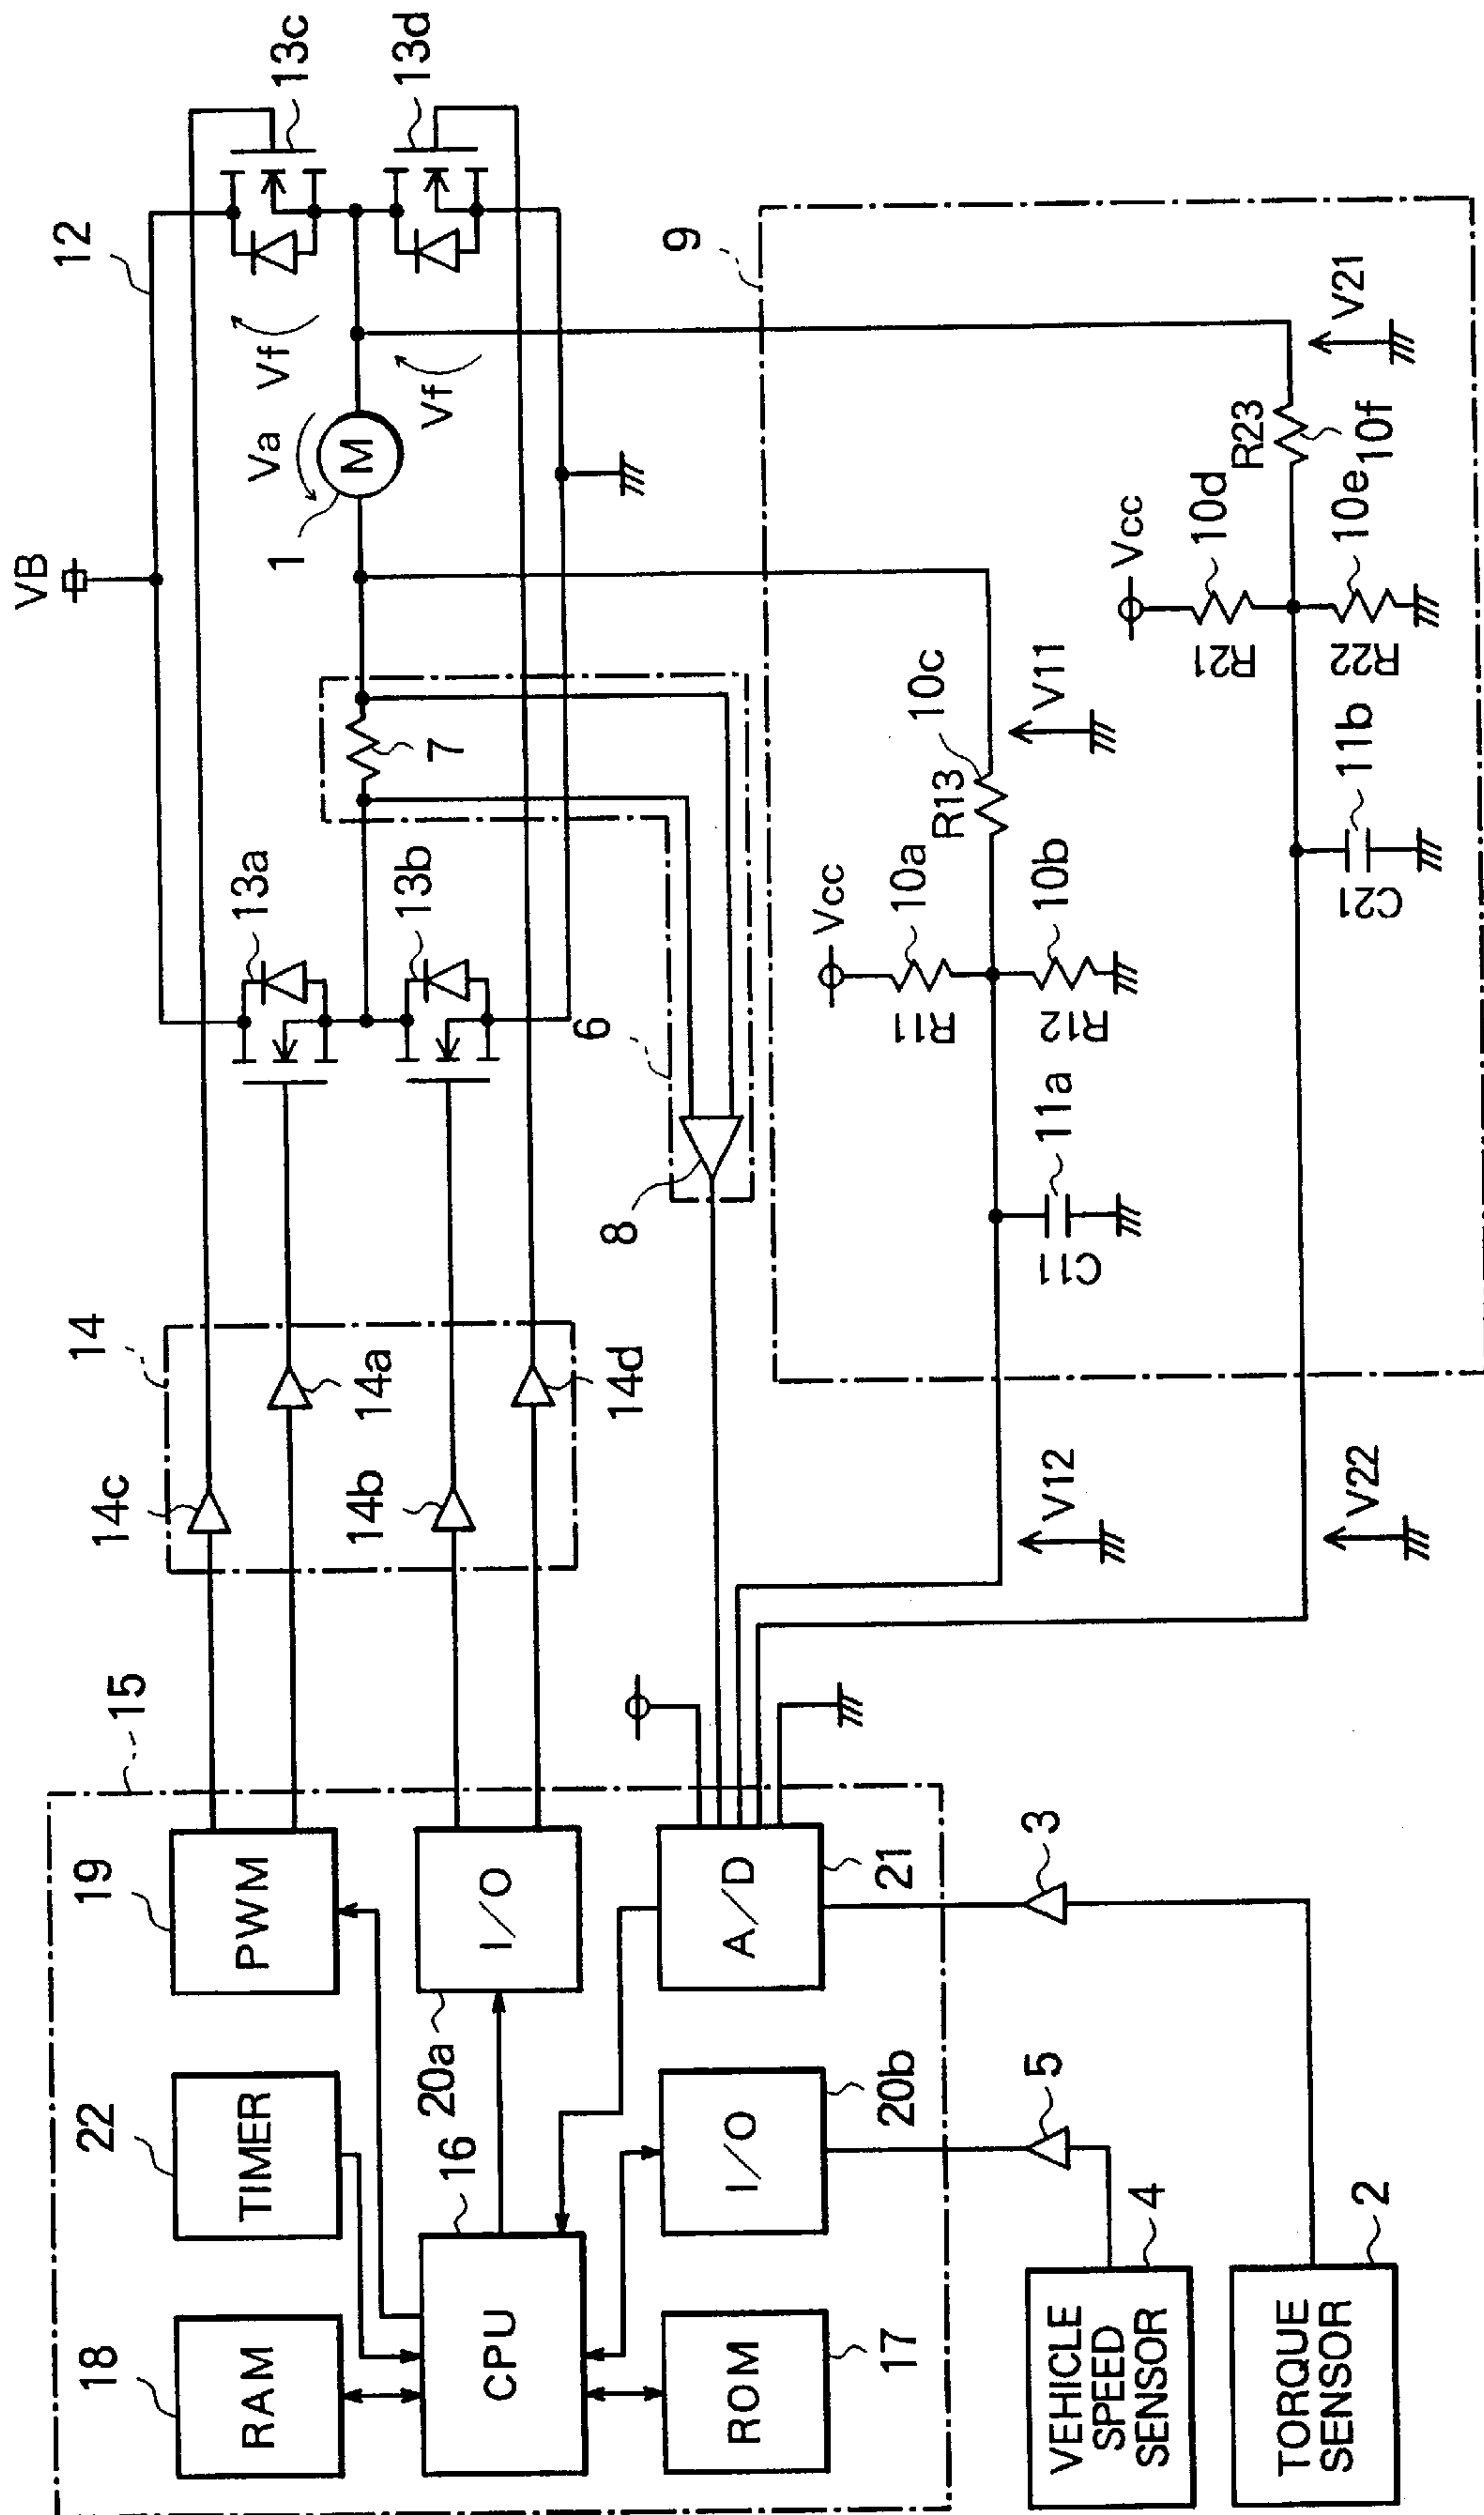 VB
12
13c
13d
Vf
Va
Vf
M
1
13a
13b
7
6
8
9
14
14c
14a
14b
14d
Vcc
10a
R11
10b
R12
R13
10c
V11
11a
C11
Vcc
10d
R21
10e
R22
R23
10f
V21
11b
C21
V12
V22
15
19
PWM
22
TIMER
18
RAM
I/O
20a
16
CPU
A/D
21
I/O
20b
ROM
17
3
5
VEHICLE
SPEED
SENSOR
4
TORQUE
SENSOR
2